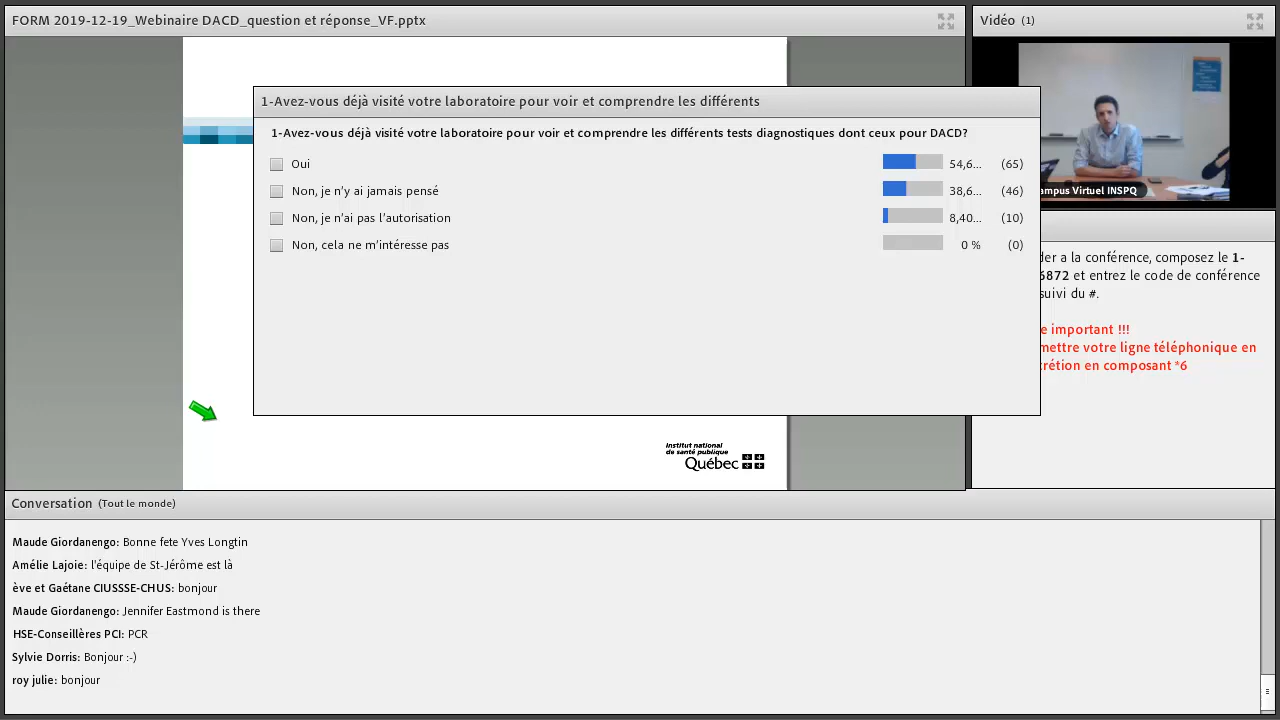 FORM 2019-12-19_Webinaire DACD_question et réponse_VF.pptx
Vidéo (1)
1-Avez-vous déjà visité votre laboratoire pour voir et comprendre les différents
1-Avez-vous déjà visité votre laboratoire pour voir et comprendre les différents tests diagnostiques dont ceux pour DACD?
Oui 54,6... (65)
Non, je n'y ai jamais pensé 38,6... (46)
Non, je n'ai pas l'autorisation 8,40... (10)
Non, cela ne m'intéresse pas 0 % (0)
ampus Virtuel INSPQ
der a la conférence, composez le 1-
6872 et entrez le code de conférence
suivi du #.
e important !!!
mettre votre ligne téléphonique en
crétion en composant *6
Institut national
de santé publique
Québec
Conversation (Tout le monde)
Maude Giordanengo: Bonne fete Yves Longtin
Amélie Lajoie: l'équipe de St-Jérôme est là
ève et Gaétane CIUSSSE-CHUS: bonjour
Maude Giordanengo: Jennifer Eastmond is there
HSE-Conseillères PCI: PCR
Sylvie Dorris: Bonjour :-)
roy julie: bonjour